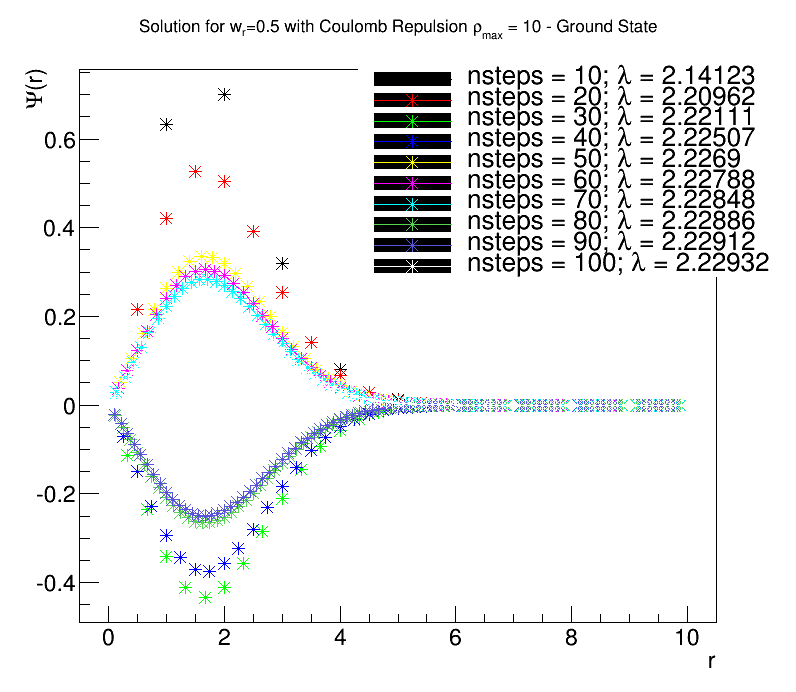 Solution for wr=0.5 with Coulomb Repulsion ρmax = 10 - Ground State
Ψ(r)
nsteps = 10; λ = 2.14123
nsteps = 20; λ = 2.20962
nsteps = 30; λ = 2.22111
nsteps = 40; λ = 2.22507
nsteps = 50; λ = 2.2269
nsteps = 60; λ = 2.22788
nsteps = 70; λ = 2.22848
nsteps = 80; λ = 2.22886
nsteps = 90; λ = 2.22912
nsteps = 100; λ = 2.22932
0.6
0.4
0.2
0
-0.2
-0.4
0 2 4 6 8 10
r